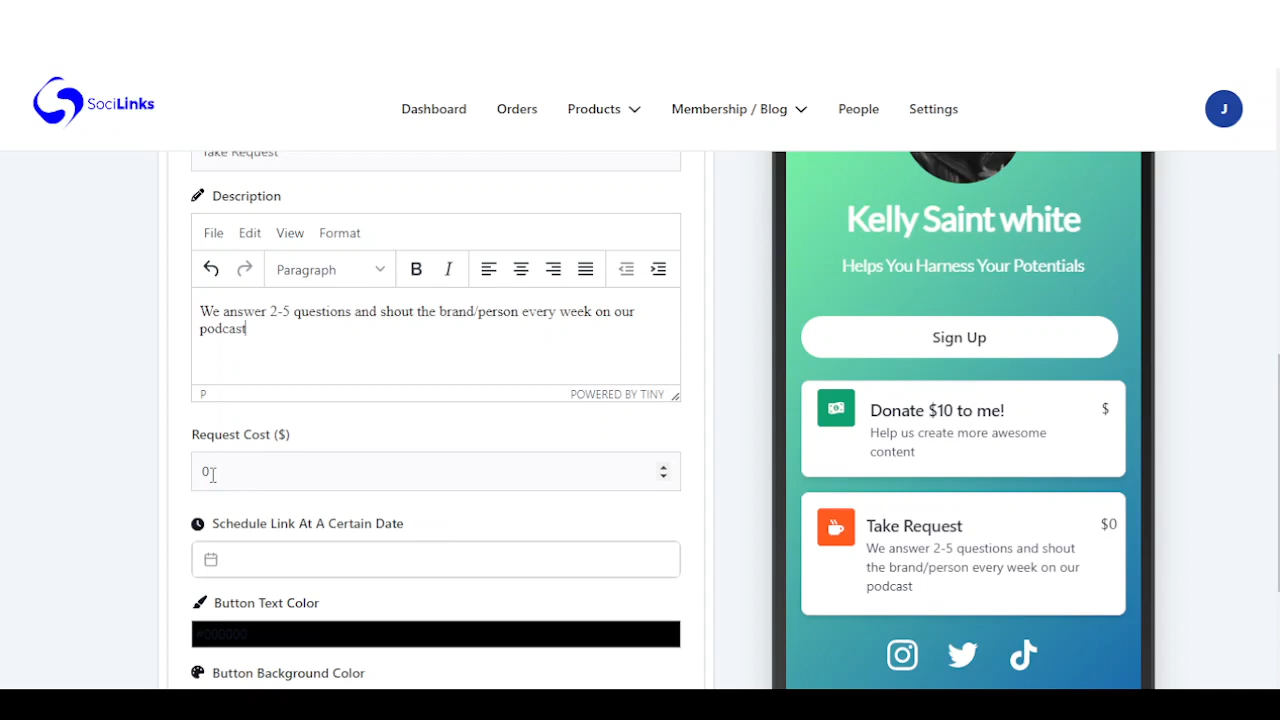 SociLinks
Dashboard
Orders
Products
Membership / Blog
People
Settings
J
Take Request
Description
File Edit View Format
Paragraph
B I
We answer 2-5 questions and shout the brand/person every week on our
podcast
P
POWERED BY TINY
Request Cost ($)
0
Schedule Link At A Certain Date
Button Text Color
#000000
Button Background Color
Kelly Saint white
Helps You Harness Your Potentials
Sign Up
Donate $10 to me!
$
Help us create more awesome
content
Take Request
$0
We answer 2-5 questions and shout
the brand/person every week on our
podcast